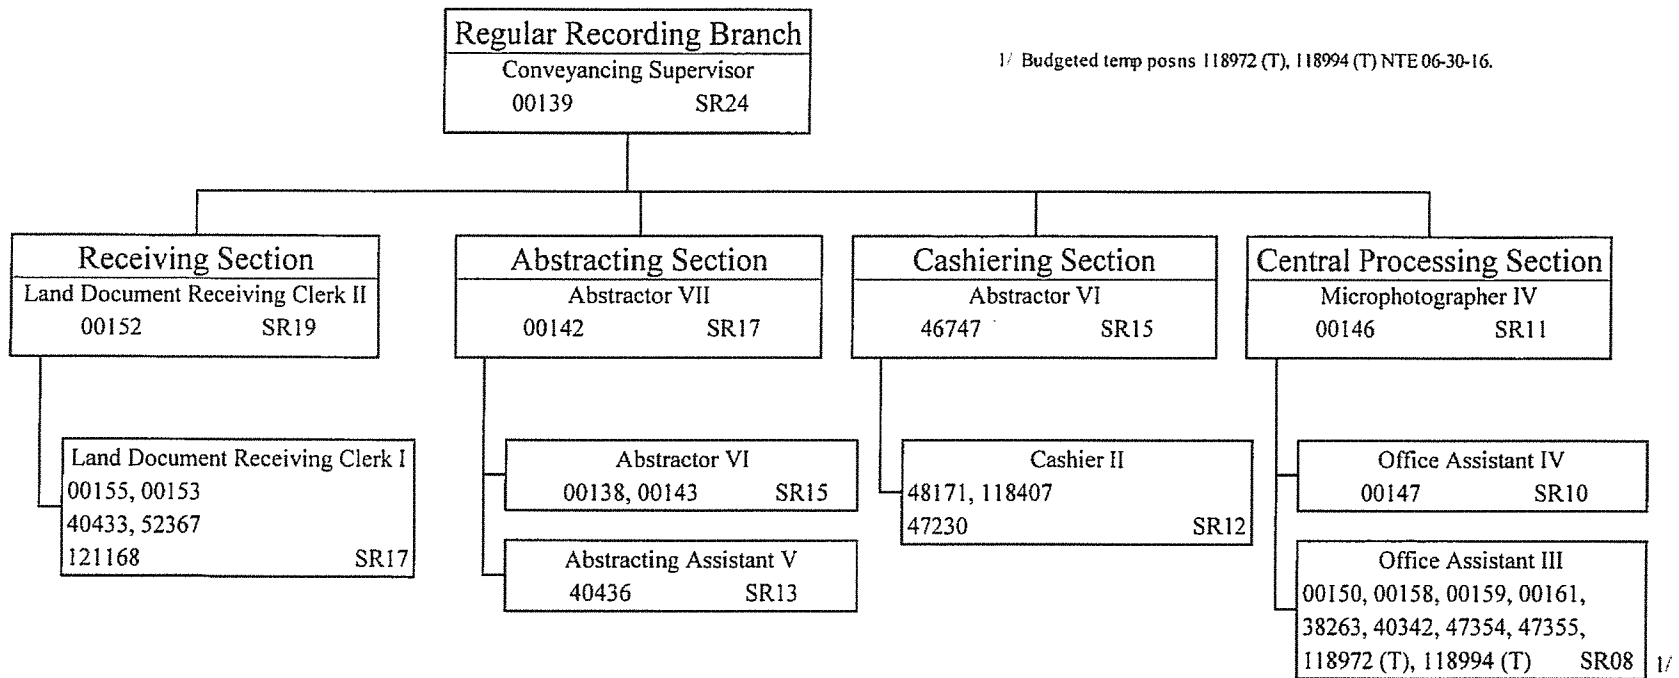 Regular Recording Branch
Conveyancing Supervisor
00139 SR24
1/ Budgeted temp posns 118972 (T), 118994 (T) NTE 06-30-16.
Receiving Section
Land Document Receiving Clerk II
00152 SR19
Land Document Receiving Clerk I
00155, 00153
40433, 52367
121168 SR17
Abstracting Section
Abstractor VII
00142 SR17
Abstractor VI
00138, 00143 SR15
Abstracting Assistant V
40436 SR13
Cashiering Section
Abstractor VI
46747 SR15
Cashier II
48171, 118407
47230 SR12
Central Processing Section
Microphotographer IV
00146 SR11
Office Assistant IV
00147 SR10
Office Assistant III
00150, 00158, 00159, 00161,
38263, 40342, 47354, 47355,
118972 (T), 118994 (T) SR08 1/